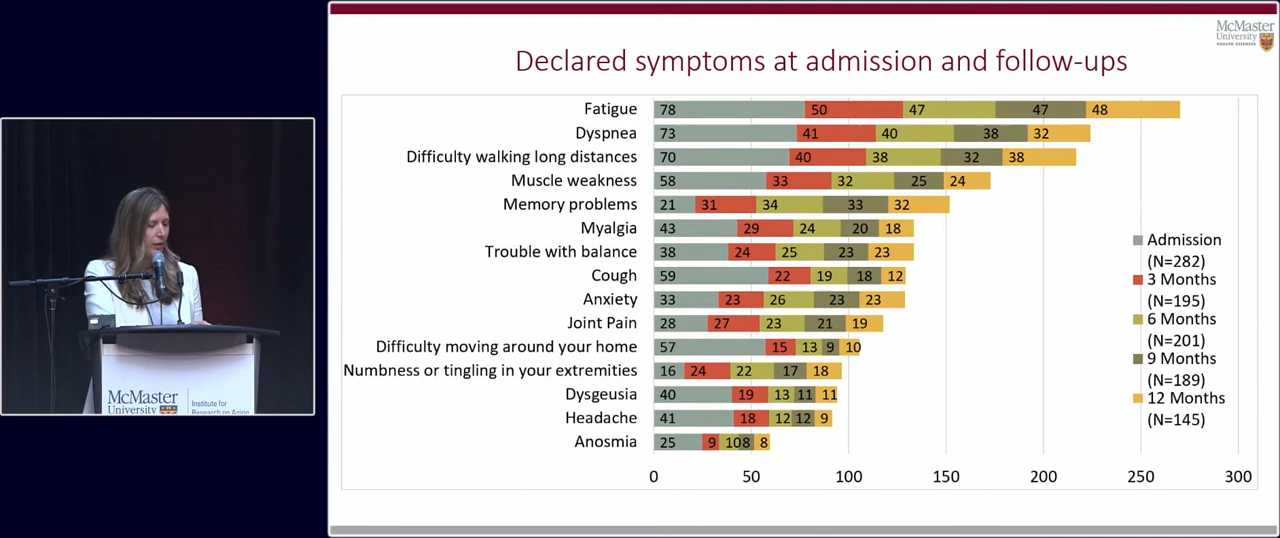 McMaster
University
HEALTH SCIENCES
Declared symptoms at admission and follow-ups
Fatigue 78 50 47 47 48
Dyspnea 73 41 40 38 32
Difficulty walking long distances 70 40 38 32 38
Muscle weakness 58 33 32 25 24
Memory problems 21 31 34 33 32
Myalgia 43 29 24 20 18
Trouble with balance 38 24 25 23 23
Cough 59 22 19 18 12
Anxiety 33 23 26 23 23
Joint Pain 28 27 23 21 19
Difficulty moving around your home 57 15 13 9 10
Numbness or tingling in your extremities 16 24 22 17 18
Dysgeusia 40 19 13 11 11
Headache 41 18 12 12 9
Anosmia 25 9 10 8 8
0 50 100 150 200 250 300
Admission
(N=282)
3 Months
(N=195)
6 Months
(N=201)
9 Months
(N=189)
12 Months
(N=145)
McMaster
University
Institute for
Research on Aging